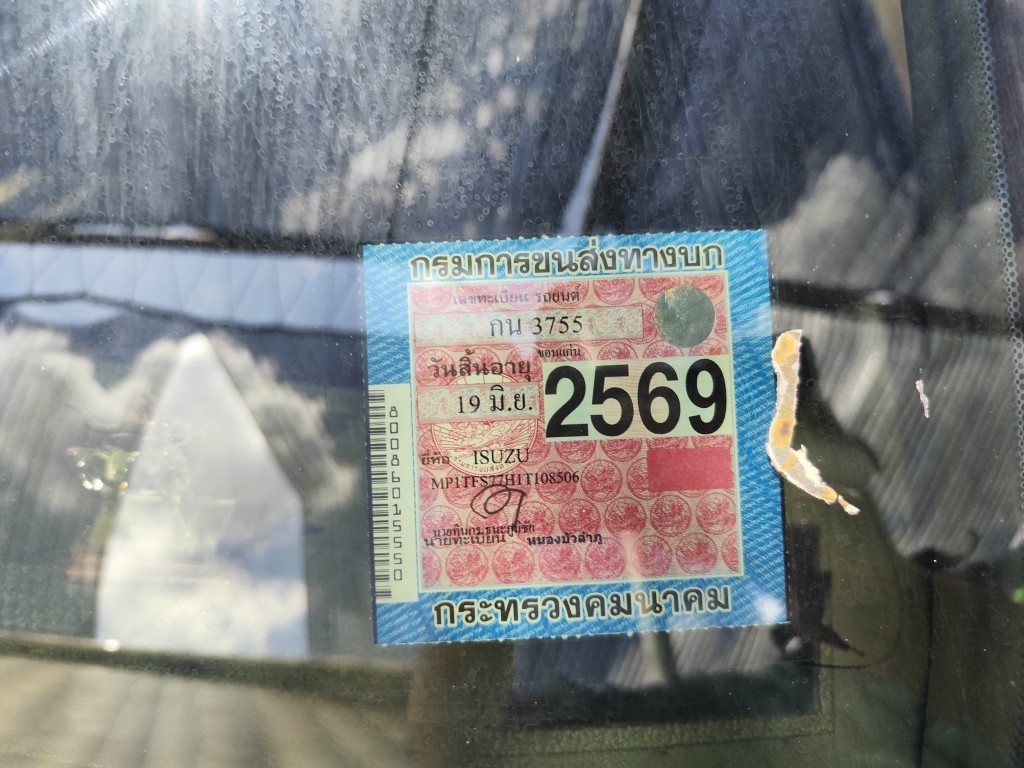 กรมการขนส่งทางบก
เลขทะเบียน รถยนต์
กน 3755
ขอนแก่น
วันสิ้นอายุ
19 มิ.ย.
2569
ยี่ห้อ ISUZU
MP1TFS77H1T108506
นายทะเบียน หนองบัวลำภู
80086015550
กระทรวงคมนาคม